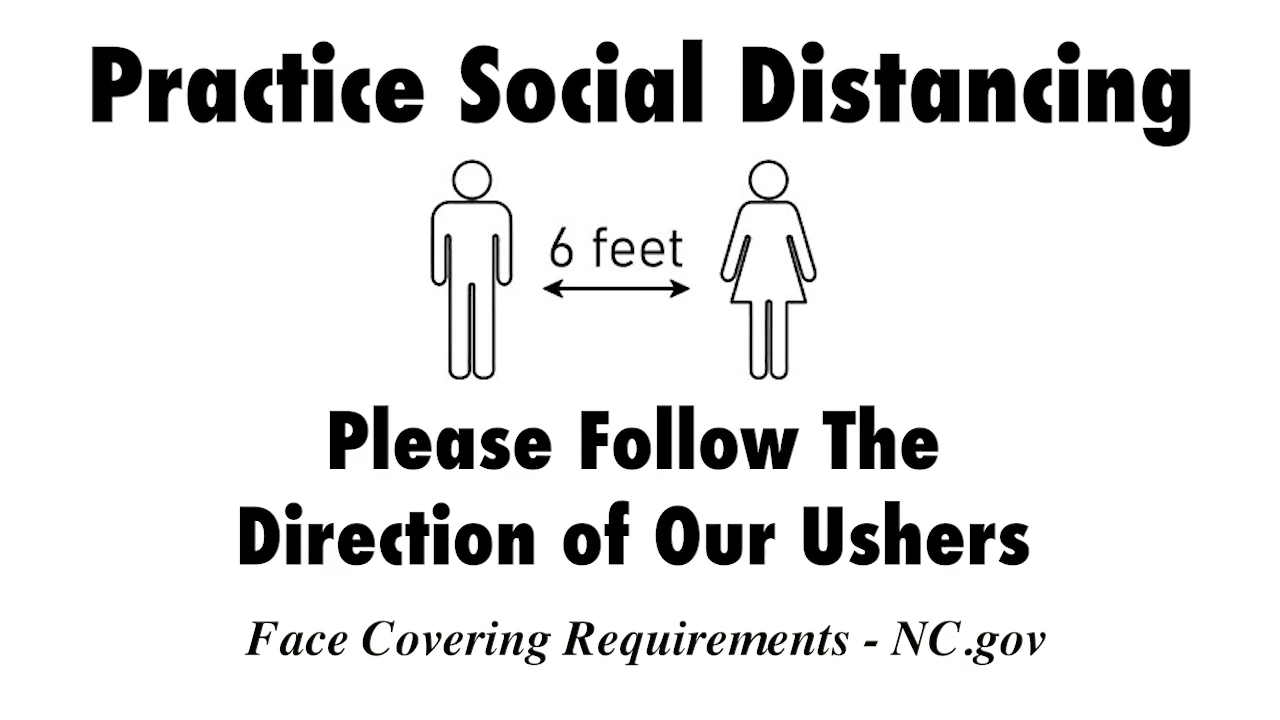 Practice Social Distancing
6 feet
Please Follow The
Direction of Our Ushers
Face Covering Requirements - NC.gov